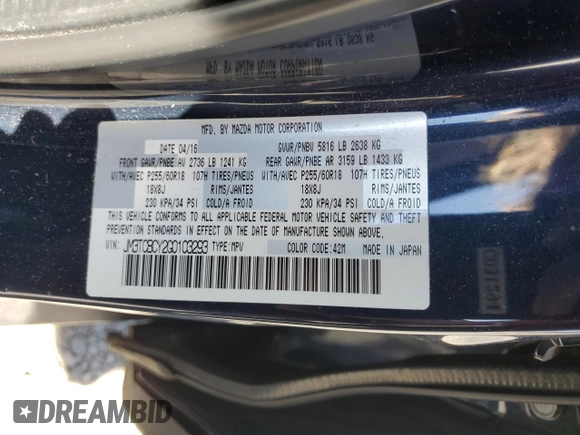 MFD. BY MAZDA MOTOR CORPORATION
DATE 04/16 GVWR/PNBV 5816 LB 2638 KG
FRONT GAWR/PNBE AV 2736 LB 1241 KG REAR GAWR/PNBE AR 3159 LB 1433 KG
WITH/AVEC P255/60R18 107H TIRES/PNEUS WITH/AVEC P255/60R18 107H TIRES/PNEUS
18X8J RIMS/JANTES 18X8J RIMS/JANTES
230 KPA/34 PSI COLD/A FROID 230 KPA/34 PSI COLD/A FROID
THIS VEHICLE CONFORMS TO ALL APPLICABLE FEDERAL MOTOR VEHICLE SAFETY AND THEFT
PREVENTION STANDARDS IN EFFECT ON THE DATE OF MANUFACTURE SHOWN ABOVE.
VIN: JM3TCBCY2G0103293 TYPE: MPV COLOR CODE: 42M MADE IN JAPAN
DREAMBID